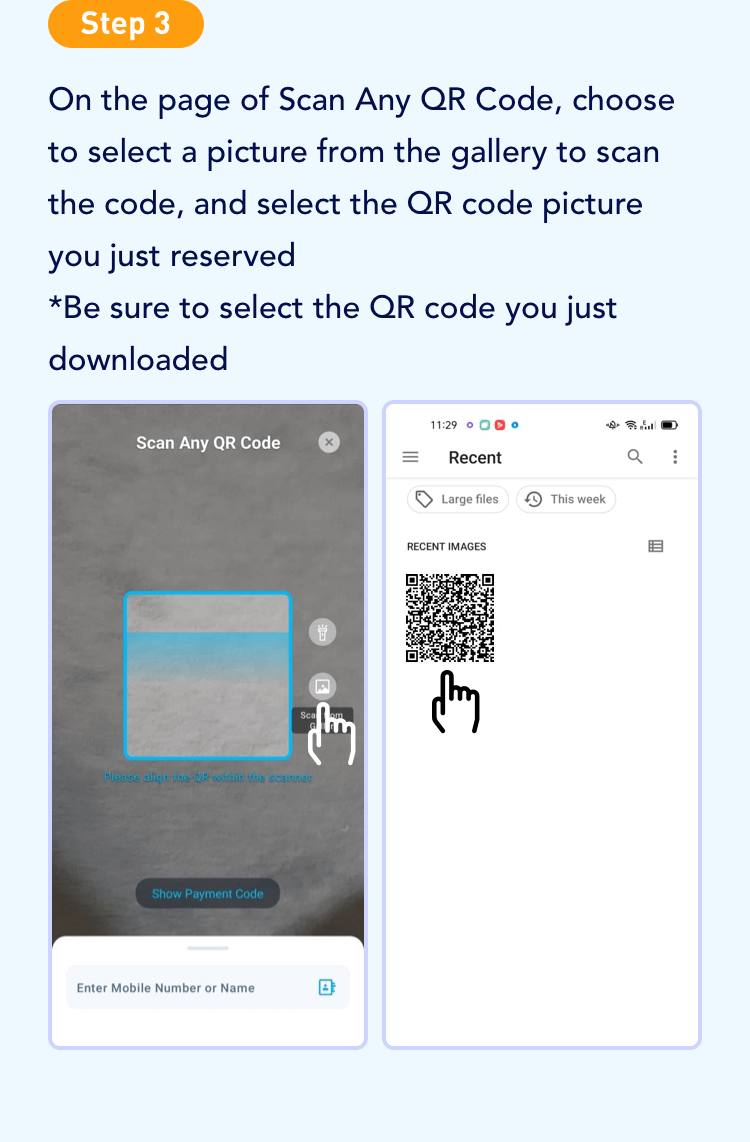 Step 3
On the page of Scan Any QR Code, choose
to select a picture from the gallery to scan
the code, and select the QR code picture
you just reserved
*Be sure to select the QR code you just
downloaded
Scan Any QR Code
Please align the QR within the scanner
Show Payment Code
Enter Mobile Number or Name
11:29
Recent
Large files
This week
RECENT IMAGES